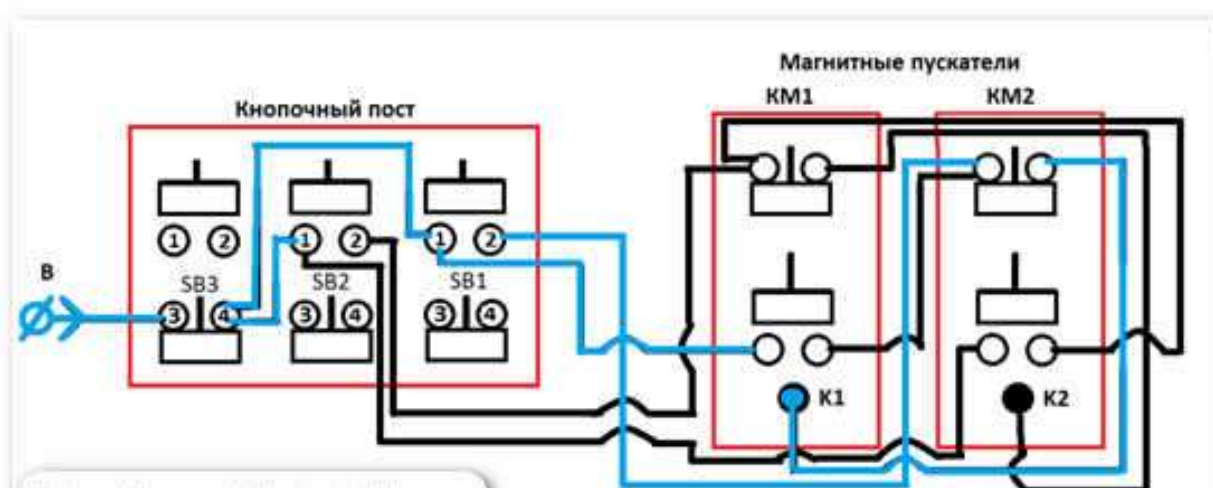 Магнитные пускатели
КМ1 КМ2
Кнопочный пост
1 2 1 2 1 2
В
SB3 SB2 SB1
3 4 3 4 3 4
К1 К2